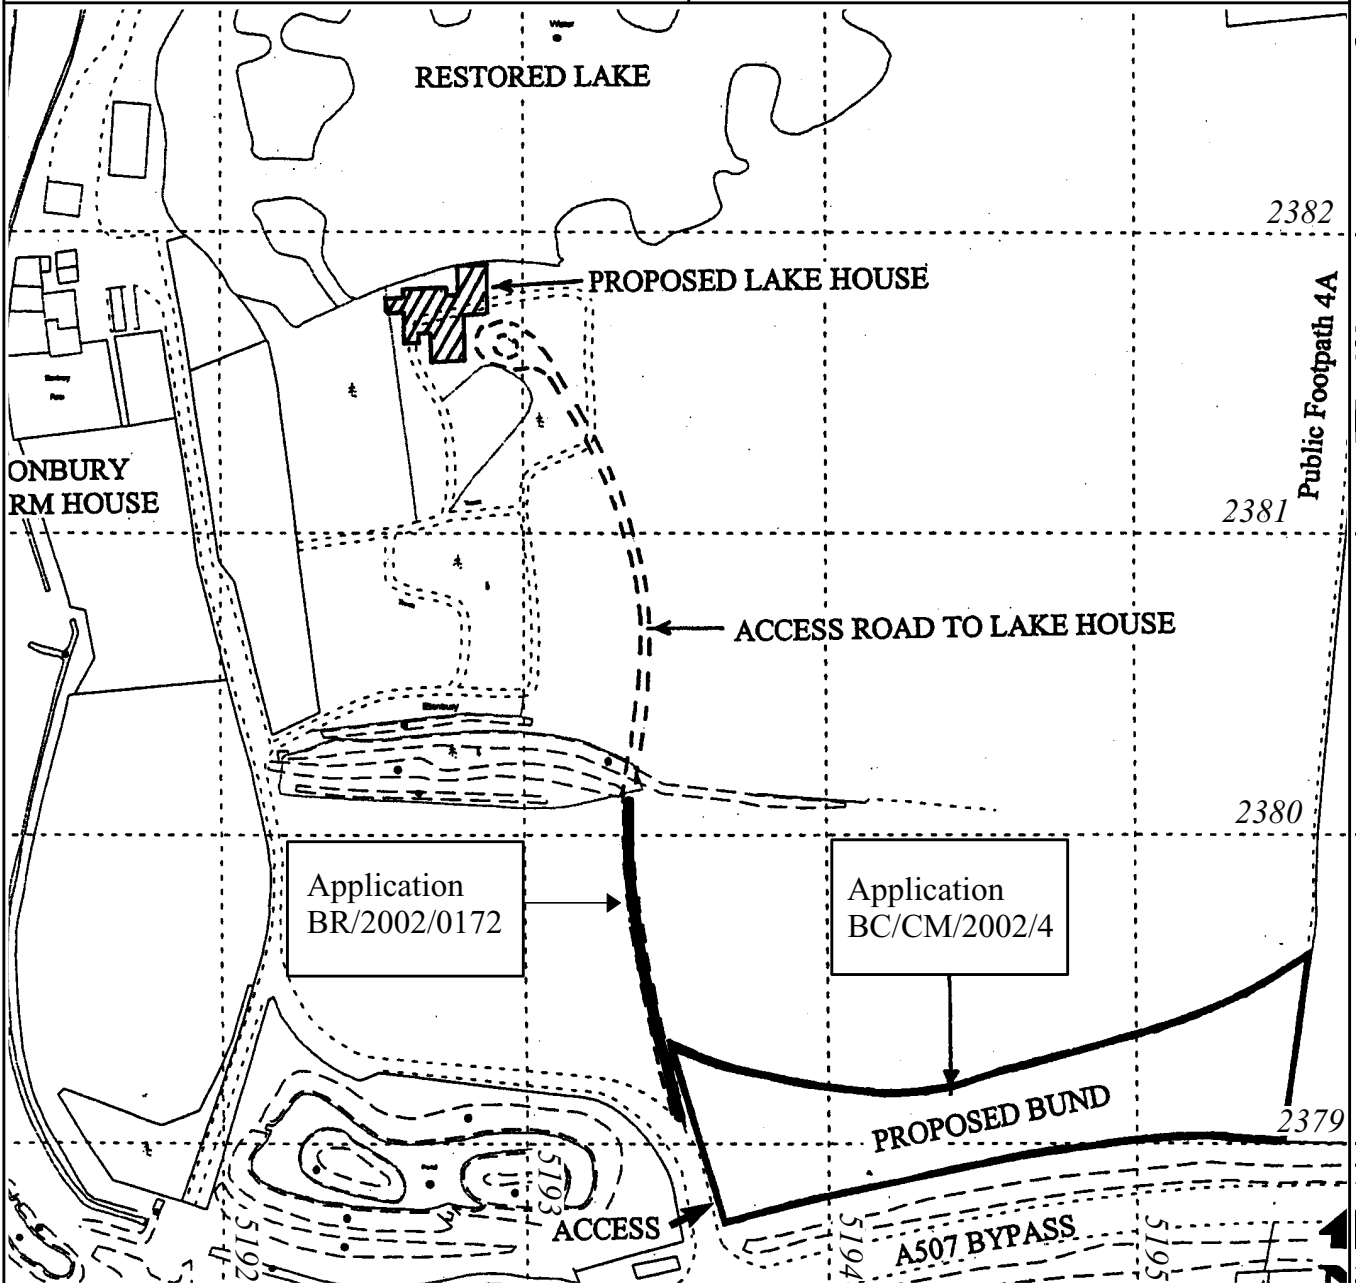 Water
RESTORED LAKE
2382
PROPOSED LAKE HOUSE
Public Footpath 4A
ONBURY
RM HOUSE
2381
ACCESS ROAD TO LAKE HOUSE
2380
Application
BR/2002/0172
Application
BC/CM/2002/4
PROPOSED BUND
2379
Pond
5193
ACCESS
5192
5194
A507 BYPASS
5195